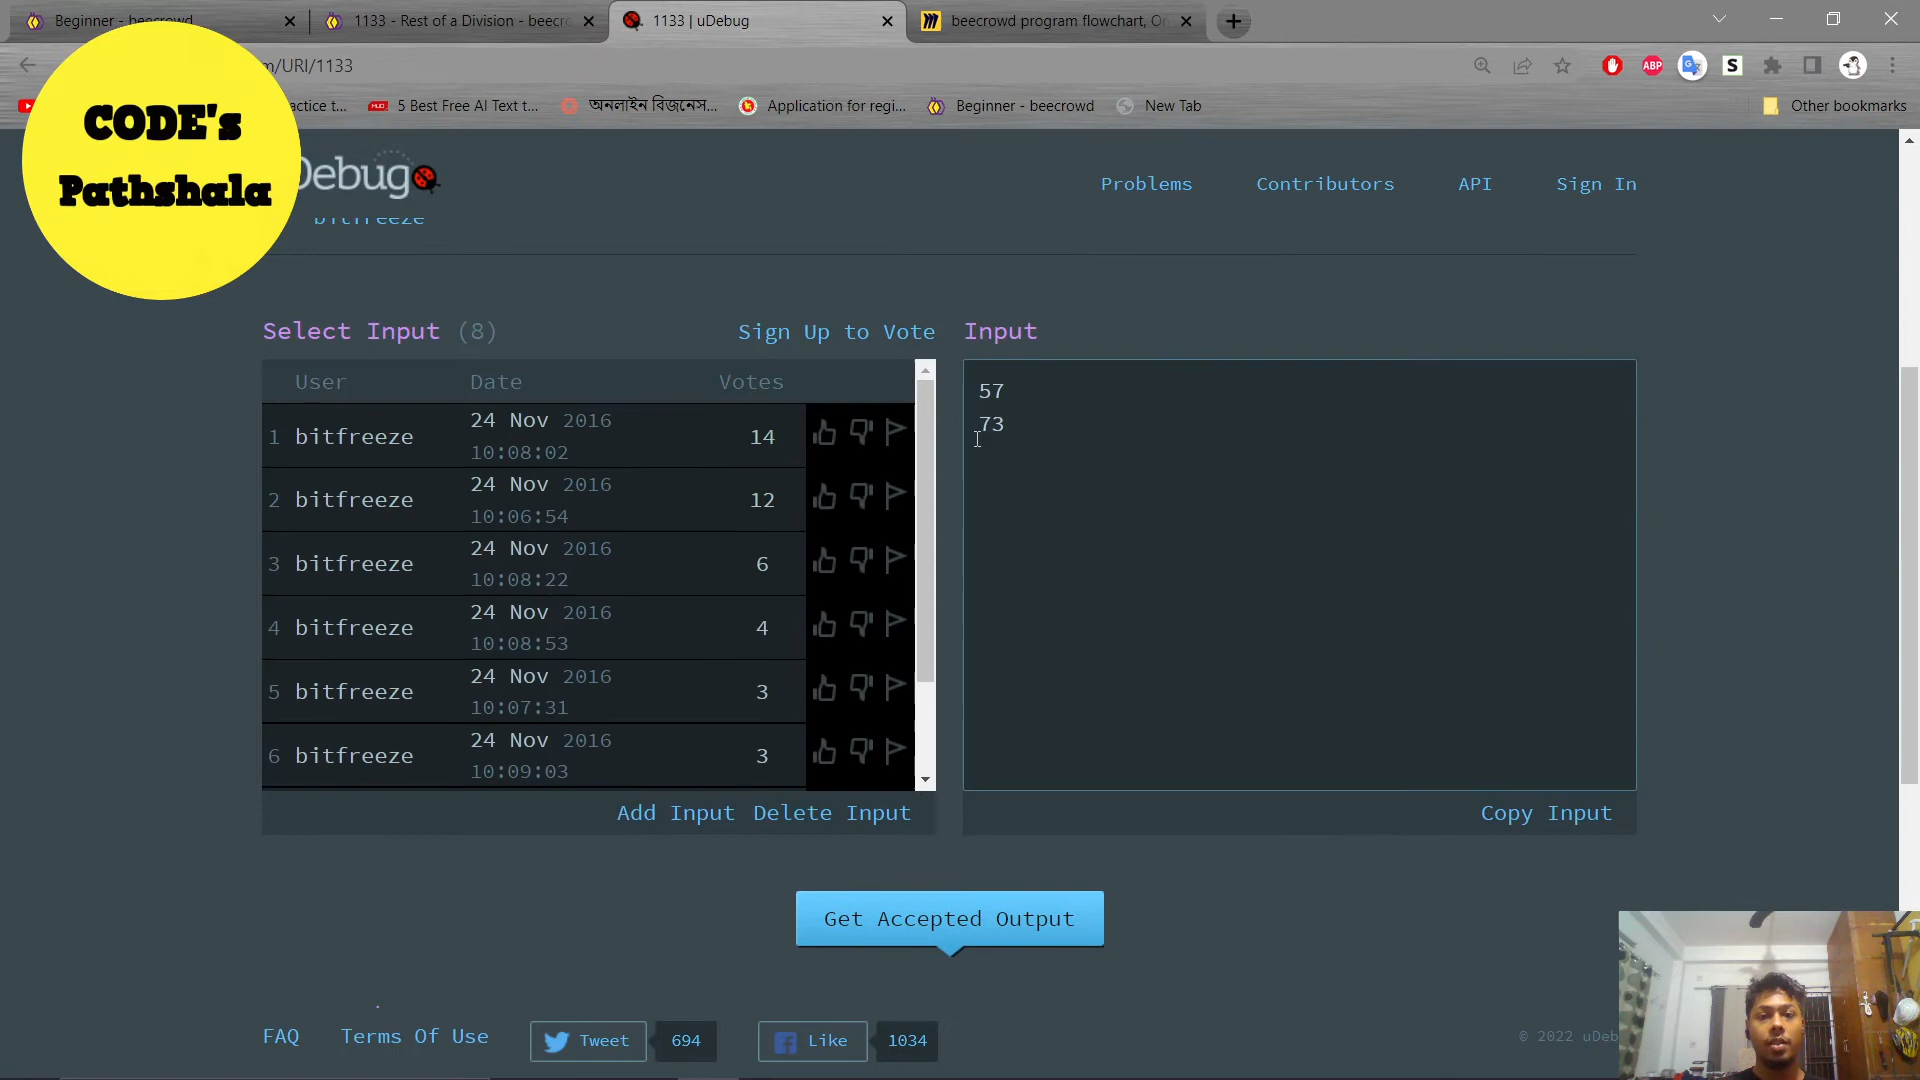 Beginner - beecrowd
1133 - Rest of a Division - beecro
1133 | uDebug
beecrowd program flowchart, On
m/URI/1133
actice t...
5 Best Free AI Text t...
অনলাইন বিজনেস...
Application for regi...
Beginner - beecrowd
New Tab
Other bookmarks
ABP
S
CODE's
Pathshala
Debug
Problems
Contributors
API
Sign In
bitfreeze
Select Input (8)
Sign Up to Vote
Input
User
Date
Votes
1 bitfreeze 24 Nov 2016 14
10:08:02
2 bitfreeze 24 Nov 2016 12
10:06:54
3 bitfreeze 24 Nov 2016 6
10:08:22
4 bitfreeze 24 Nov 2016 4
10:08:53
5 bitfreeze 24 Nov 2016 3
10:07:31
6 bitfreeze 24 Nov 2016 3
10:09:03
57
73
Add Input
Delete Input
Copy Input
Get Accepted Output
FAQ
Terms Of Use
Tweet
694
Like
1034
© 2022 uDeb